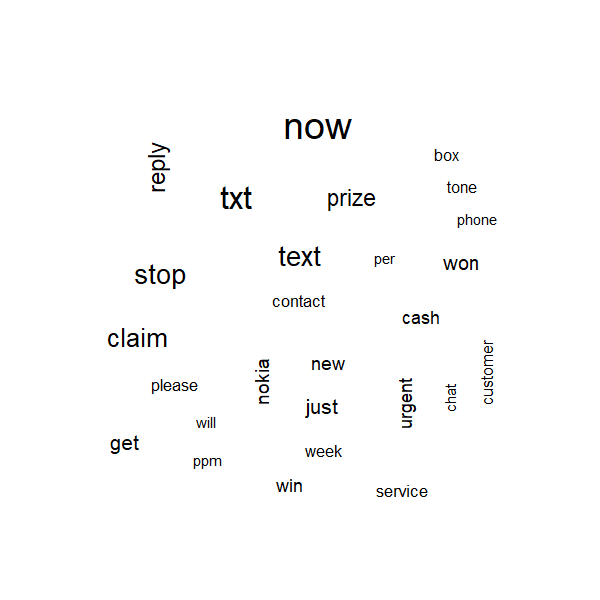 now
box
reply
tone
txt
prize
phone
text
per
won
stop
contact
cash
claim
new
nokia
customer
please
urgent
chat
just
will
get
week
ppm
win
service